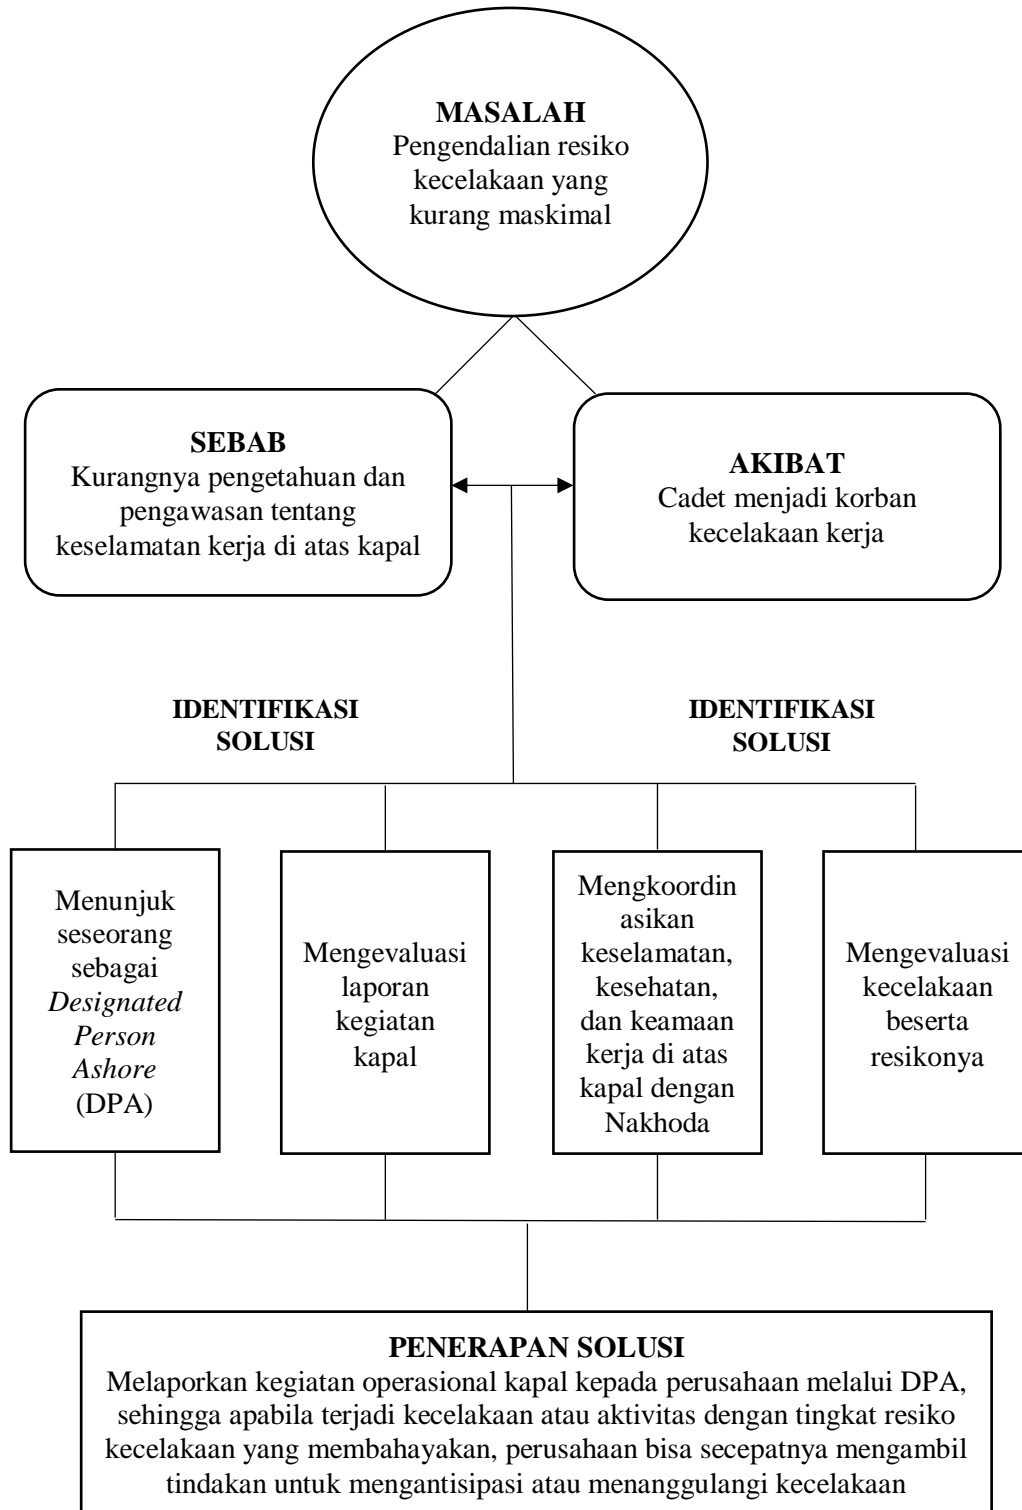 MASALAH
Pengendalian resiko
kecelakaan yang
kurang maskimal
SEBAB
Kurangnya pengetahuan dan
pengawasan tentang
keselamatan kerja di atas kapal
AKIBAT
Cadet menjadi korban
kecelakaan kerja
IDENTIFIKASI
SOLUSI
IDENTIFIKASI
SOLUSI
Menunjuk
seseorang
sebagai
Designated
Person
Ashore
(DPA)
Mengevaluasi
laporan
kegiatan
kapal
Mengkoordin
asikan
keselamatan,
kesehatan,
dan keamaan
kerja di atas
kapal dengan
Nakhoda
Mengevaluasi
kecelakaan
beserta
resikonya
PENERAPAN SOLUSI
Melaporkan kegiatan operasional kapal kepada perusahaan melalui DPA,
sehingga apabila terjadi kecelakaan atau aktivitas dengan tingkat resiko
kecelakaan yang membahayakan, perusahaan bisa secepatnya mengambil
tindakan untuk mengantisipasi atau menanggulangi kecelakaan